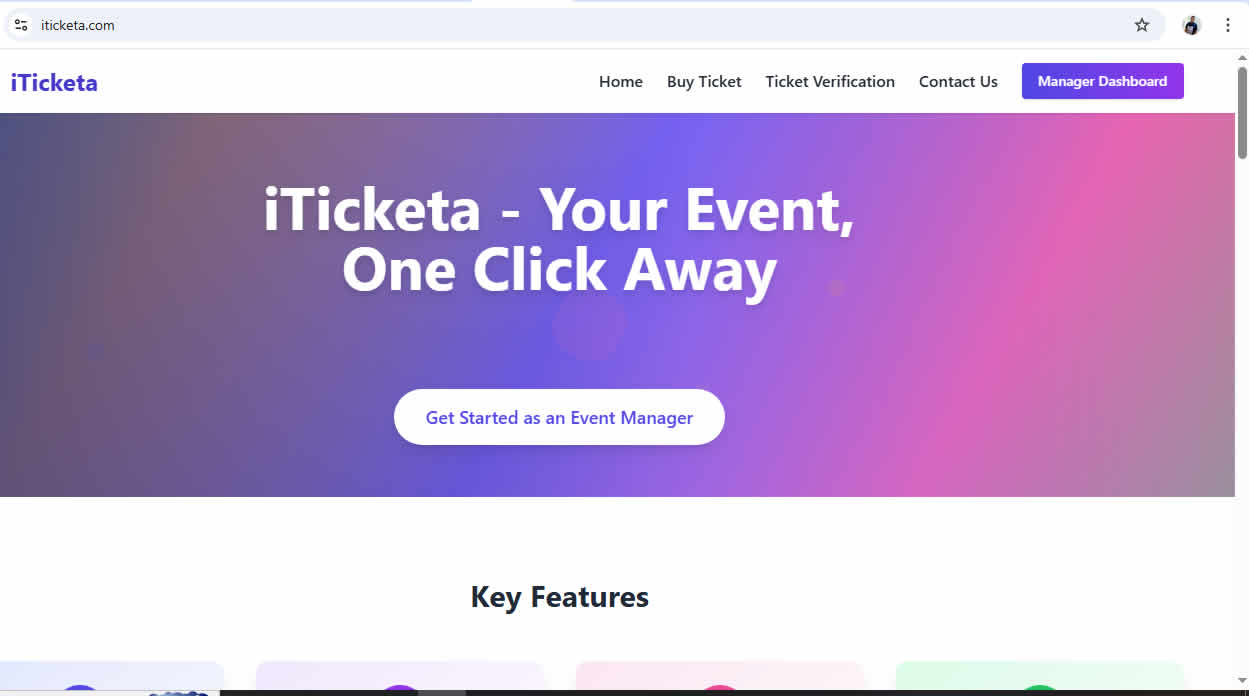 iticketa.com
iTicketa
Home
Buy Ticket
Ticket Verification
Contact Us
Manager Dashboard
iTicketa - Your Event,
One Click Away
Get Started as an Event Manager
Key Features